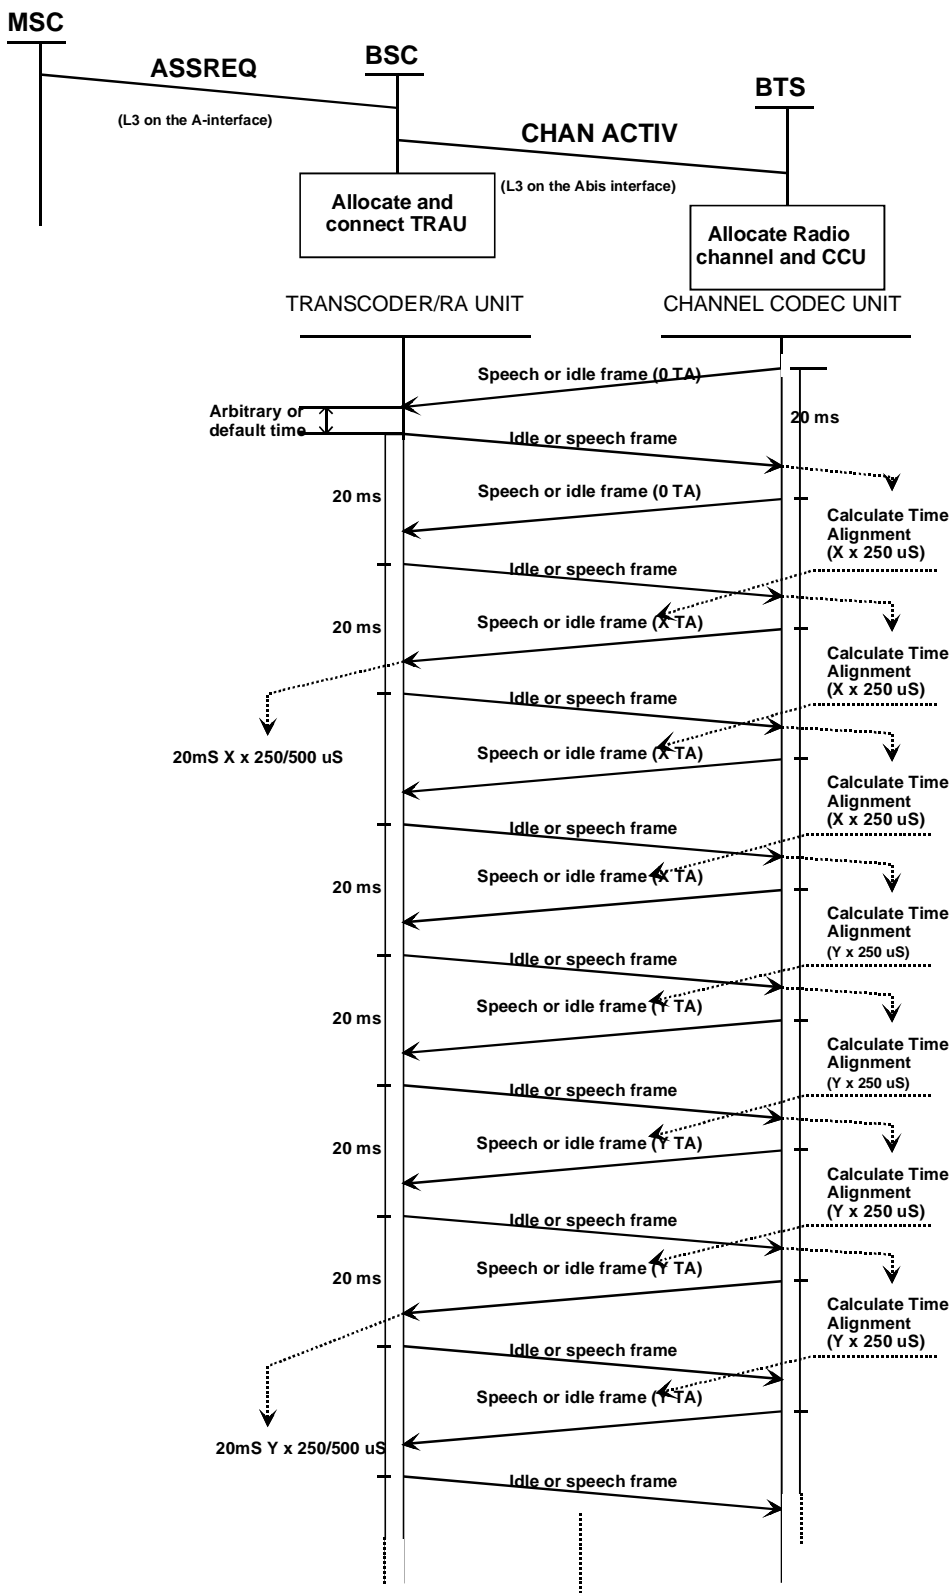 MSC
BSC
ASSREQ
BTS
(L3 on the A-interface)
CHAN ACTIV
(L3 on the Abis interface)
Allocate and
connect TRAU
Allocate Radio
channel and CCU
TRANSCODER/RA UNIT
CHANNEL CODEC UNIT
Speech or idle frame (0 TA)
Arbitrary or
default time
20 ms
Idle or speech frame
20 ms
Speech or idle frame (0 TA)
Calculate Time
Alignment
(X x 250 uS)
Idle or speech frame
20 ms
Speech or idle frame (X TA)
Calculate Time
Alignment
(X x 250 uS)
Idle or speech frame
20mS X x 250/500 uS
Speech or idle frame (X TA)
Calculate Time
Alignment
(X x 250 uS)
Idle or speech frame
20 ms
Speech or idle frame (X TA)
Calculate Time
Alignment
(Y x 250 uS)
Idle or speech frame
20 ms
Speech or idle frame (Y TA)
Calculate Time
Alignment
(Y x 250 uS)
Idle or speech frame
20 ms
Speech or idle frame (Y TA)
Calculate Time
Alignment
(Y x 250 uS)
Idle or speech frame
20 ms
Speech or idle frame (Y TA)
Calculate Time
Alignment
(Y x 250 uS)
Idle or speech frame
Speech or idle frame (Y TA)
20mS Y x 250/500 uS
Idle or speech frame